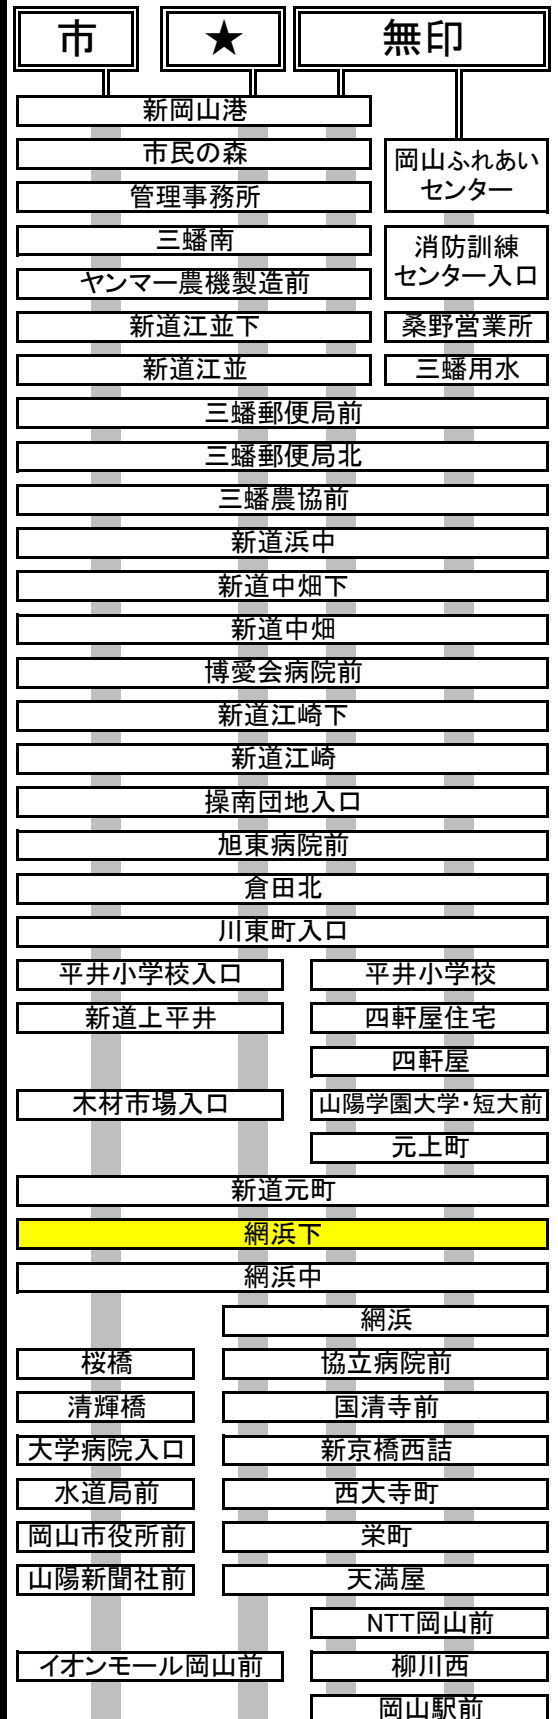 市 ★ 無印
新岡山港
市民の森
岡山ふれあい
センター
管理事務所
三蟠南
消防訓練
センター入口
ヤンマー農機製造前
新道江並下 桑野営業所
新道江並 三蟠用水
三蟠郵便局前
三蟠郵便局北
三蟠農協前
新道浜中
新道中畑下
新道中畑
博愛会病院前
新道江崎下
新道江崎
操南団地入口
旭東病院前
倉田北
川東町入口
平井小学校入口 平井小学校
新道上平井 四軒屋住宅
四軒屋
木材市場入口 山陽学園大学・短大前
元上町
新道元町
網浜下
網浜中
網浜
桜橋 協立病院前
清輝橋 国清寺前
大学病院入口 新京橋西詰
水道局前 西大寺町
岡山市役所前 栄町
山陽新聞社前 天満屋
NTT岡山前
イオンモール岡山前 柳川西
岡山駅前